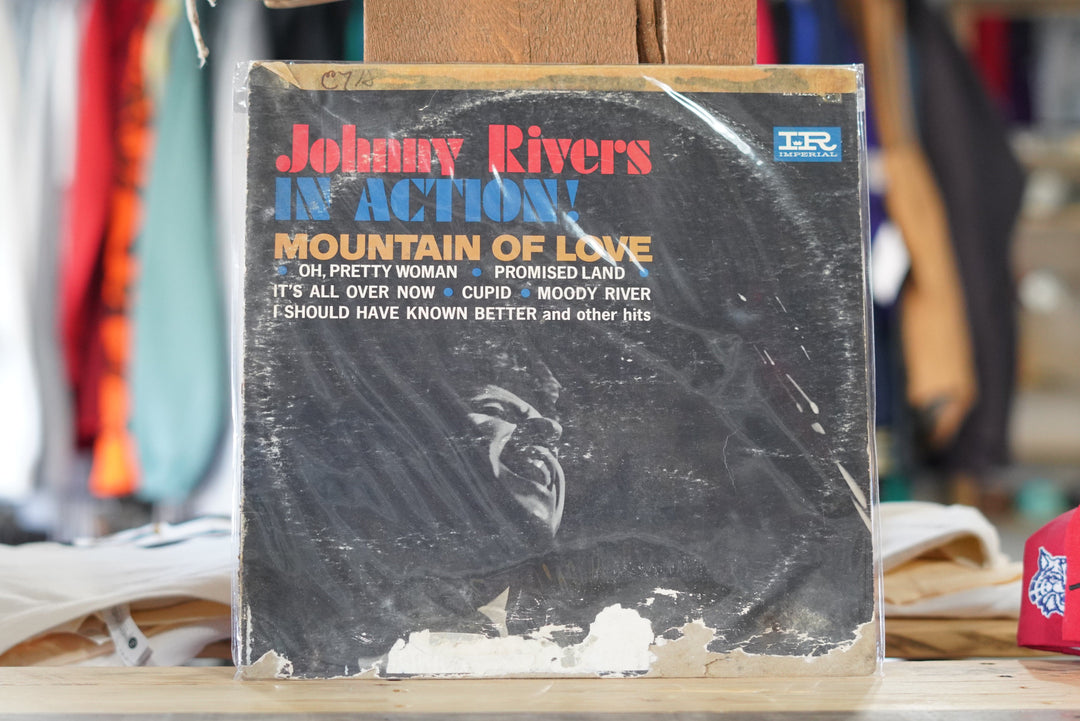 C7A
Johnny Rivers
IN ACTION!
IR
IMPERIAL
MOUNTAIN OF LOVE
• OH, PRETTY WOMAN • PROMISED LAND •
IT'S ALL OVER NOW • CUPID • MOODY RIVER
I SHOULD HAVE KNOWN BETTER and other hits